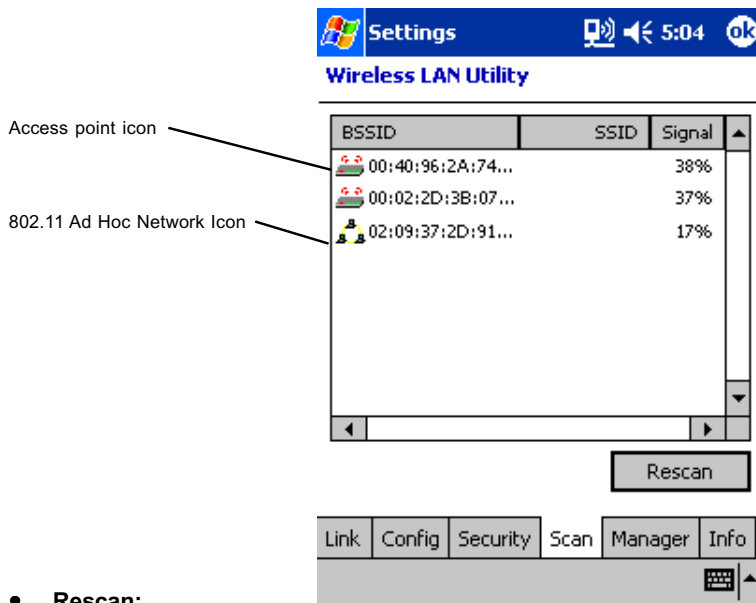 Settings 5:04 ok
Wireless LAN Utility
Access point icon
BSSID SSID Signal
00:40:96:2A:74... 38%
00:02:2D:3B:07... 37%
802.11 Ad Hoc Network Icon
02:09:37:2D:91... 17%
Rescan
Link Config Security Scan Manager Info
• Rescan: